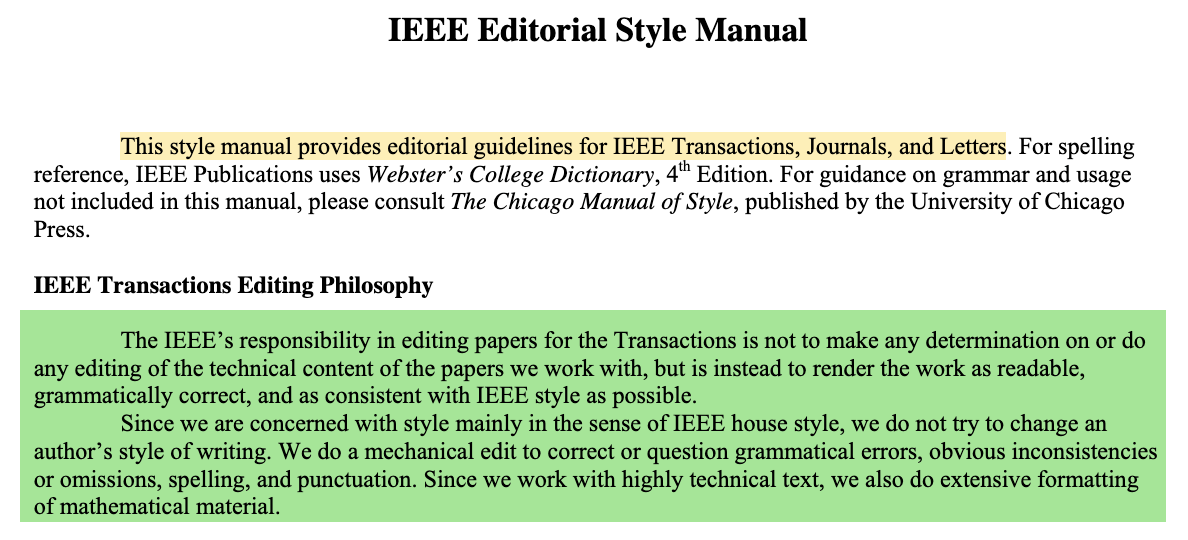 IEEE Editorial Style Manual
This style manual provides editorial guidelines for IEEE Transactions, Journals, and Letters. For spelling
reference, IEEE Publications uses Webster’s College Dictionary, 4th Edition. For guidance on grammar and usage
not included in this manual, please consult The Chicago Manual of Style, published by the University of Chicago
Press.
IEEE Transactions Editing Philosophy
The IEEE’s responsibility in editing papers for the Transactions is not to make any determination on or do
any editing of the technical content of the papers we work with, but is instead to render the work as readable,
grammatically correct, and as consistent with IEEE style as possible.
Since we are concerned with style mainly in the sense of IEEE house style, we do not try to change an
author’s style of writing. We do a mechanical edit to correct or question grammatical errors, obvious inconsistencies
or omissions, spelling, and punctuation. Since we work with highly technical text, we also do extensive formatting
of mathematical material.